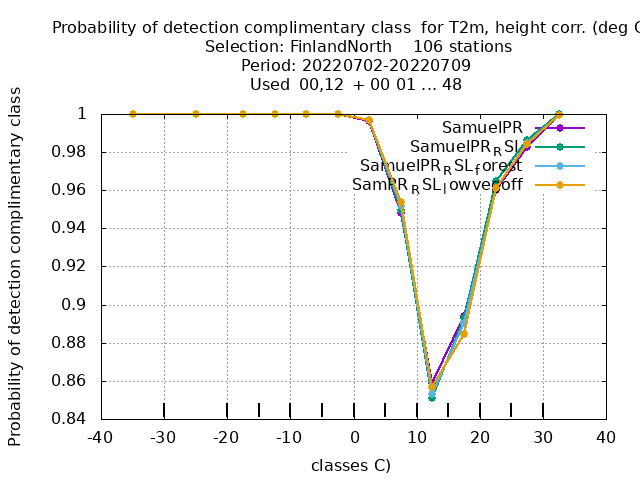 Probability of detection complimentary class for T2m, height corr. (deg C
Selection: FinlandNorth 106 stations
Period: 20220702-20220709
Used 00,12 + 00 01 ... 48
Probability of detection complimentary class
1
0.98
0.96
0.94
0.92
0.9
0.88
0.86
0.84
SamuelPR
SamuelPR_RSL
SamuelPR_RSL_forest
-40
-30
-20
-10
0
10
20
30
40
classes C)